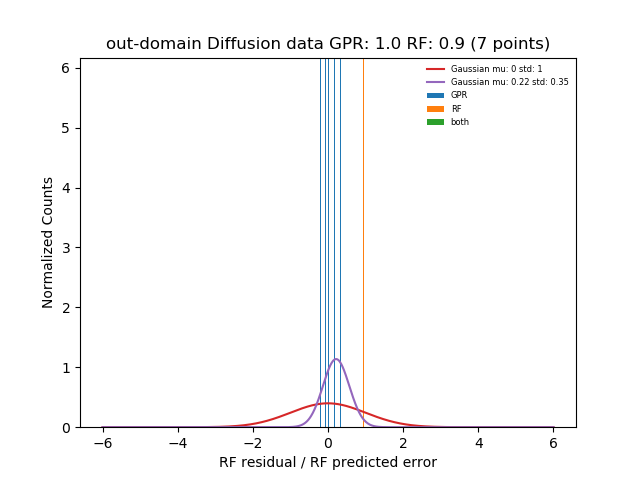 out-domain Diffusion data GPR: 1.0 RF: 0.9 (7 points)
Gaussian mu: 0 std: 1
Gaussian mu: 0.22 std: 0.35
GPR
RF
both
Normalized Counts
6
5
4
3
2
1
0
−6
−4
−2
0
2
4
6
RF residual / RF predicted error